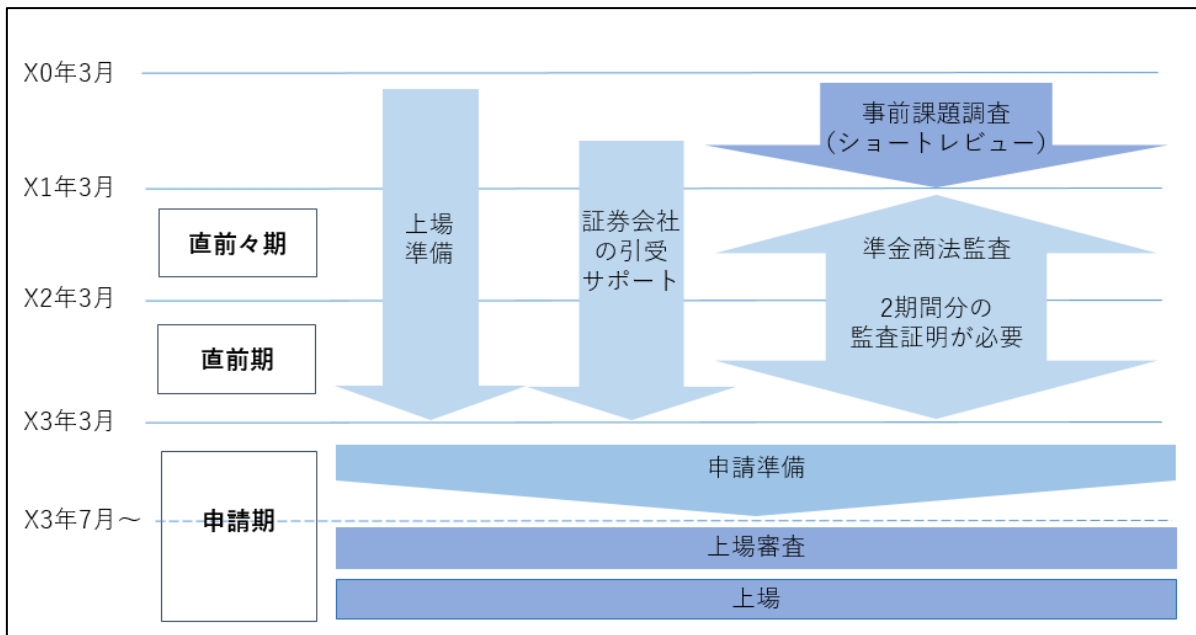 X0年3月
事前課題調査
（ショートレビュー）
X1年3月
直前々期
上場
準備
証券会社
の引受
サポート
準金商法監査
X2年3月
2期間分の
監査証明が必要
直前期
X3年3月
申請準備
X3年7月～
申請期
上場審査
上場